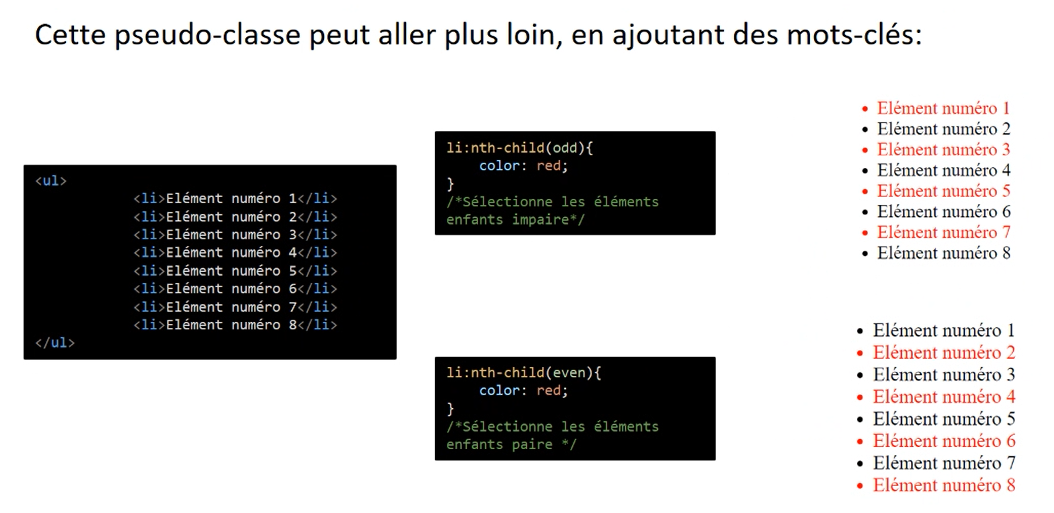 Cette pseudo-classe peut aller plus loin, en ajoutant des mots-clés:
<ul>
<li>Elément numéro 1</li>
<li>Elément numéro 2</li>
<li>Elément numéro 3</li>
<li>Elément numéro 4</li>
<li>Elément numéro 5</li>
<li>Elément numéro 6</li>
<li>Elément numéro 7</li>
<li>Elément numéro 8</li>
</ul>
li:nth-child(odd){
color: red;
}
/*Sélectionne les éléments
enfants impaire*/
• Elément numéro 1
• Elément numéro 2
• Elément numéro 3
• Elément numéro 4
• Elément numéro 5
• Elément numéro 6
• Elément numéro 7
• Elément numéro 8
li:nth-child(even){
color: red;
}
/*Sélectionne les éléments
enfants paire */
• Elément numéro 1
• Elément numéro 2
• Elément numéro 3
• Elément numéro 4
• Elément numéro 5
• Elément numéro 6
• Elément numéro 7
• Elément numéro 8